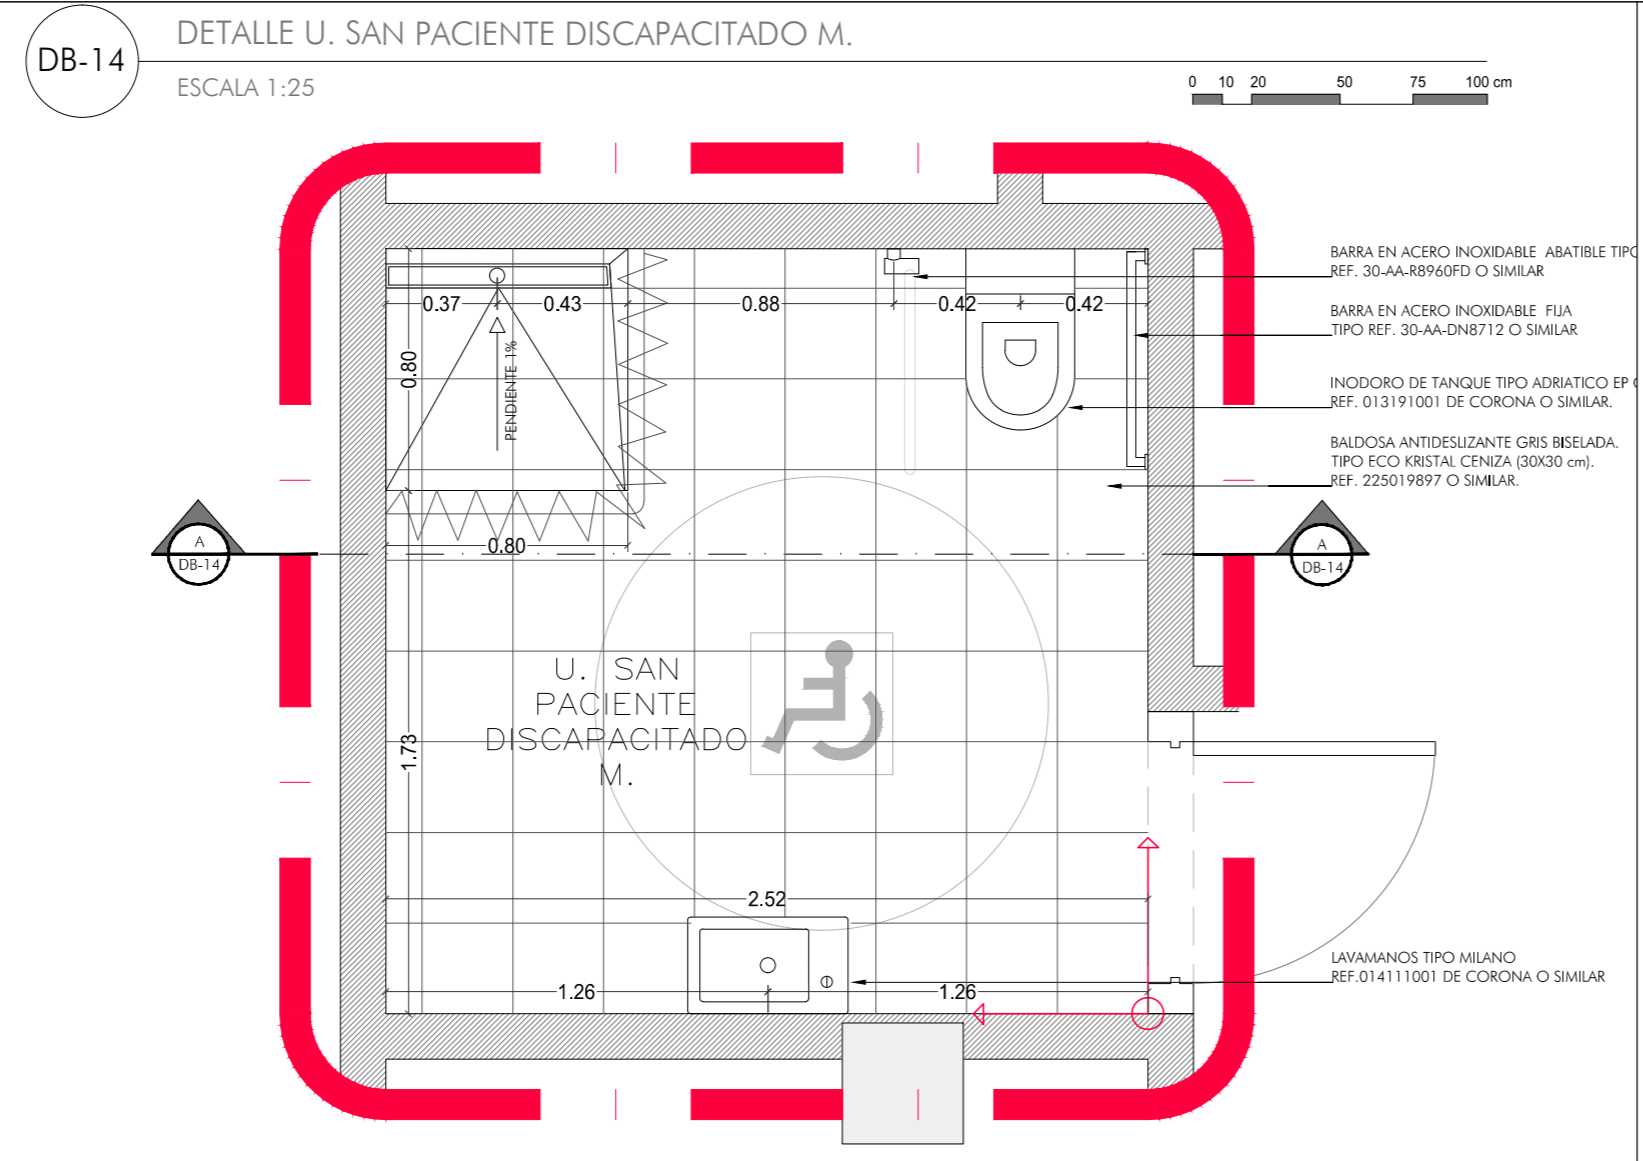 DB-14
DETALLE U. SAN PACIENTE DISCAPACITADO M.
ESCALA 1:25
0 10 20 50 75 100 cm
BARRA EN ACERO INOXIDABLE ABATIBLE TIPO
REF. 30-AA-R8960FD O SIMILAR
BARRA EN ACERO INOXIDABLE FIJA
TIPO REF. 30-AA-DN8712 O SIMILAR
INODORO DE TANQUE TIPO ADRIATICO EP
REF. 013191001 DE CORONA O SIMILAR.
BALDOSA ANTIDESLIZANTE GRIS BISELADA.
TIPO ECO KRISTAL CENIZA (30X30 cm).
REF. 225019897 O SIMILAR.
0.37 0.43 0.88 0.42 0.42
0.80
PENDIENTE 1%
0.80
A
DB-14
A
DB-14
U. SAN
PACIENTE
DISCAPACITADO
M.
1.73
2.52
1.26 1.26
LAVAMANOS TIPO MILANO
REF.014111001 DE CORONA O SIMILAR